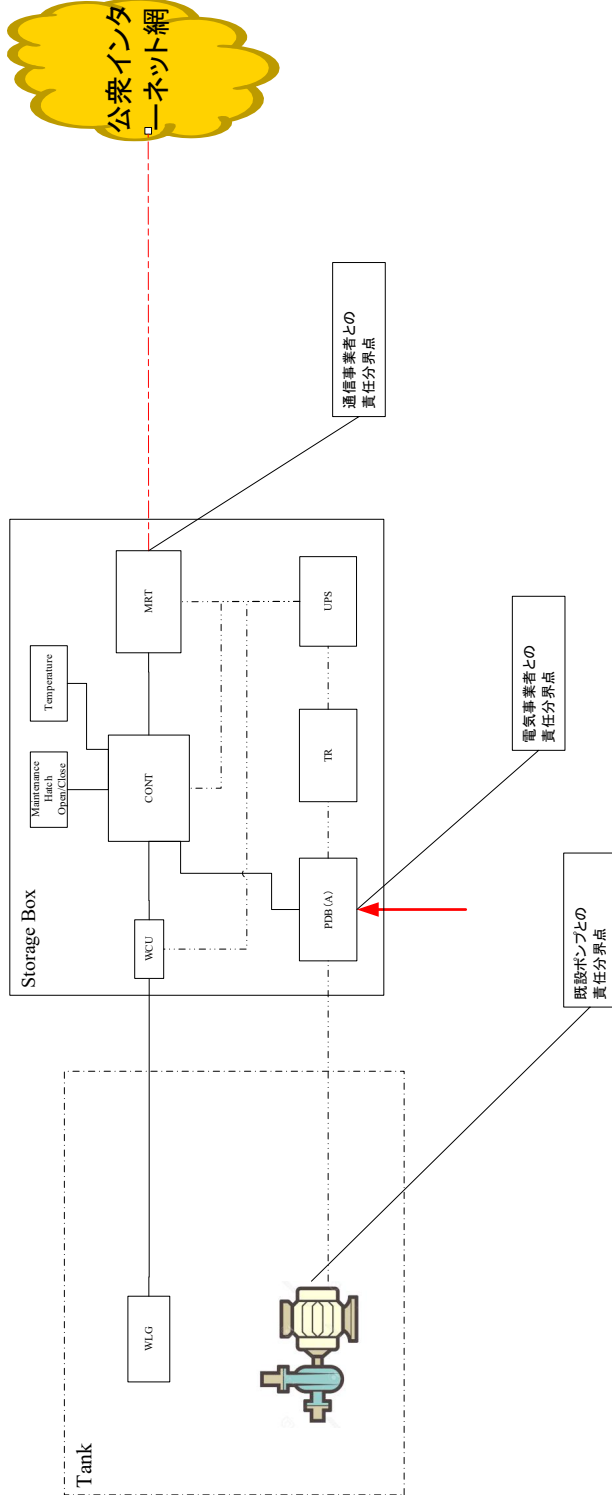 Tank
WLG
Storage Box
WCU
Maintenance
Hatch
Open/Close
Temperature
CONT
MRT
PDB(A)
TR
UPS
公衆インタ
ーネット網
通信事業者との
責任分界点
電気事業者との
責任分界点
既設ポンプとの
責任分界点